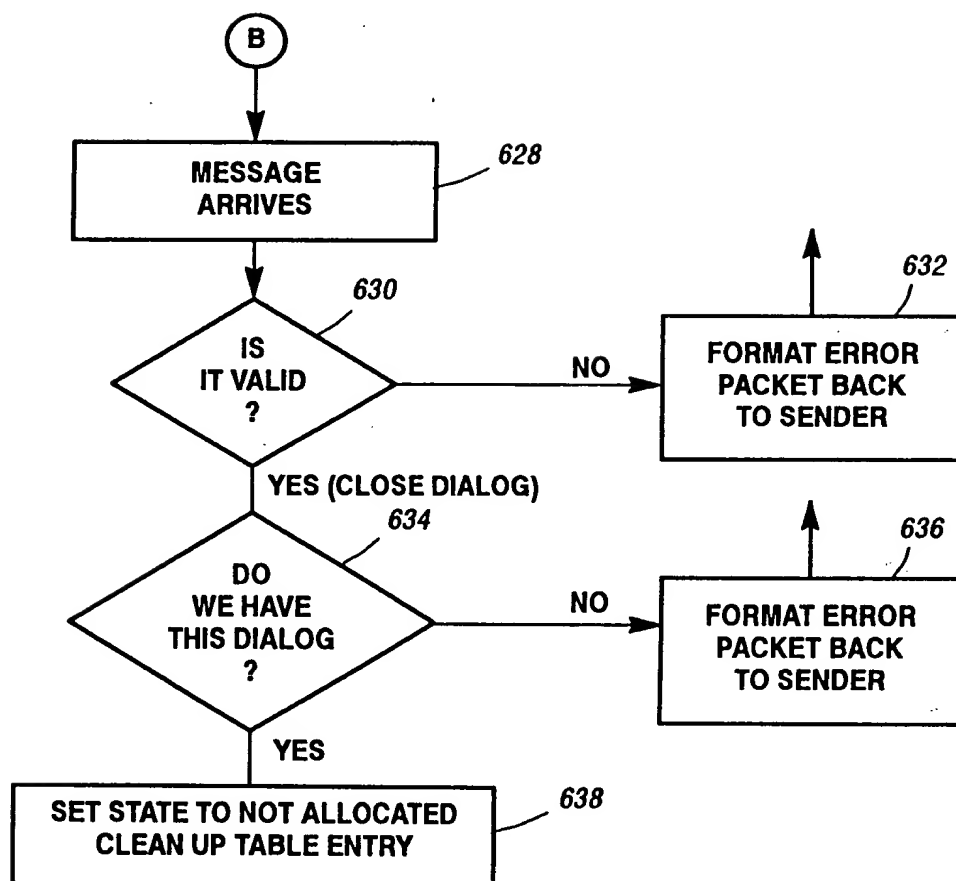 B
MESSAGE
ARRIVES
628
630
IS
IT VALID
?
NO
632
FORMAT ERROR
PACKET BACK
TO SENDER
YES (CLOSE DIALOG)
634
DO
WE HAVE
THIS DIALOG
?
NO
636
FORMAT ERROR
PACKET BACK
TO SENDER
YES
638
SET STATE TO NOT ALLOCATED
CLEAN UP TABLE ENTRY